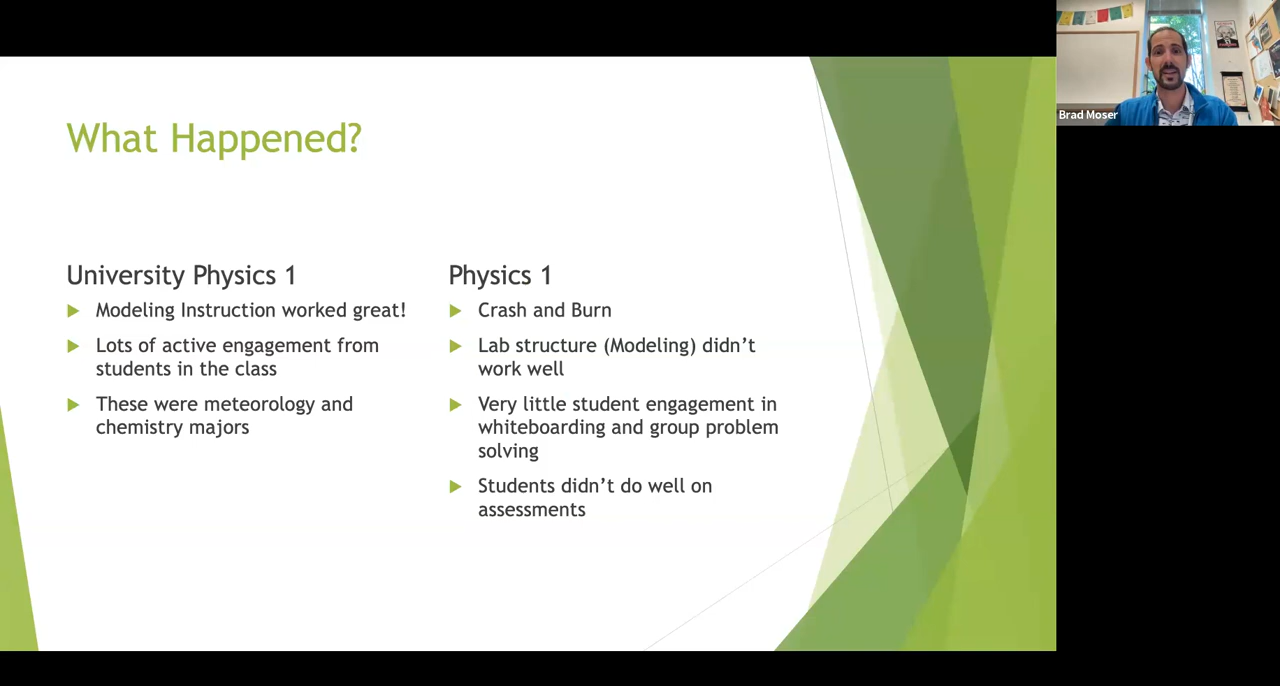 What Happened?
University Physics 1
Modeling Instruction worked great!
Lots of active engagement from
students in the class
These were meteorology and
chemistry majors
Physics 1
Crash and Burn
Lab structure (Modeling) didn't
work well
Very little student engagement in
whiteboarding and group problem
solving
Students didn't do well on
assessments
Brad Moser